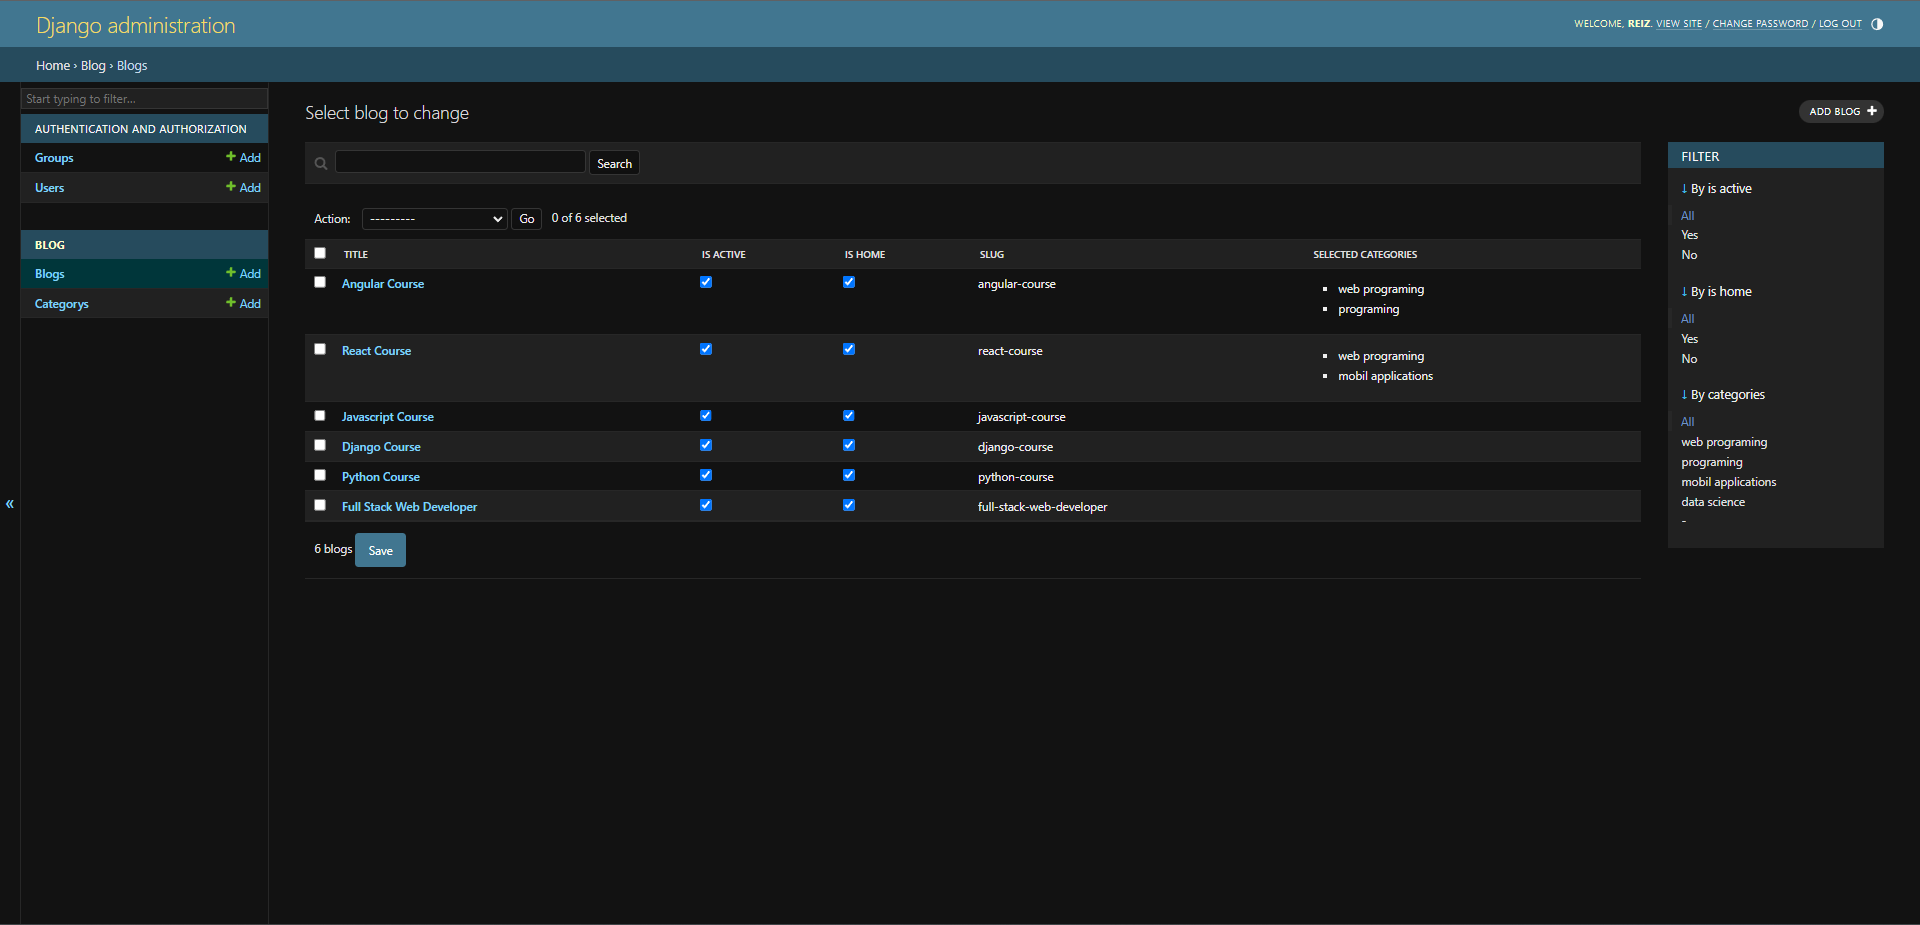 Django administration
WELCOME, REIZ. VIEW SITE / CHANGE PASSWORD / LOG OUT
Home › Blog › Blogs
Start typing to filter...
AUTHENTICATION AND AUTHORIZATION
Groups + Add
Users + Add
BLOG
Blogs + Add
Categorys + Add
«
Select blog to change
ADD BLOG +
Search
Action: --------- Go 0 of 6 selected
TITLE IS ACTIVE IS HOME SLUG SELECTED CATEGORIES
Angular Course angular-course
▪ web programing
▪ programing
React Course react-course
▪ web programing
▪ mobil applications
Javascript Course javascript-course
Django Course django-course
Python Course python-course
Full Stack Web Developer full-stack-web-developer
6 blogs Save
FILTER
↓ By is active
All
Yes
No
↓ By is home
All
Yes
No
↓ By categories
All
web programing
programing
mobil applications
data science
-